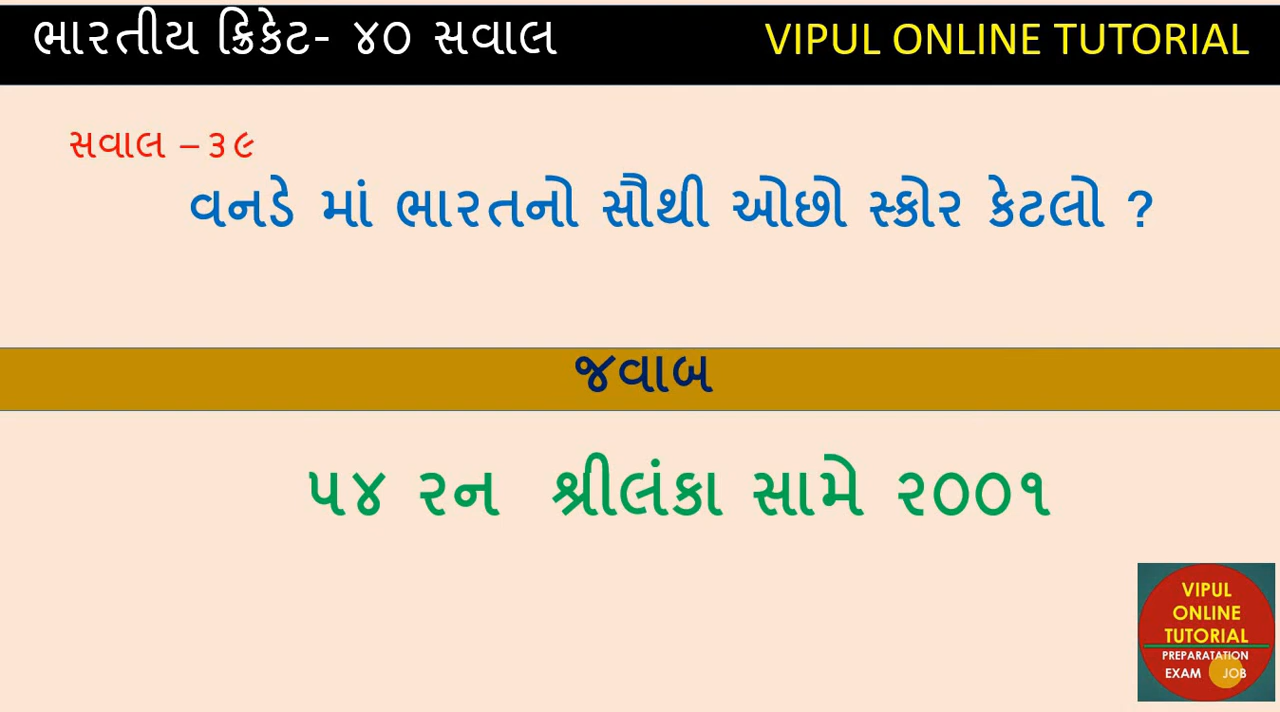 ભારતીય ક્રિકેટ- ૪૦ સવાલ
VIPUL ONLINE TUTORIAL
સવાલ – ૩૯
વનડે માં ભારતનો સૌથી ઓછો સ્કોર કેટલો ?
જવાબ
૫૪ રન શ્રીલંકા સામે ૨૦૦૧
VIPUL
ONLINE
TUTORIAL
PREPARATATION
EXAM JOB